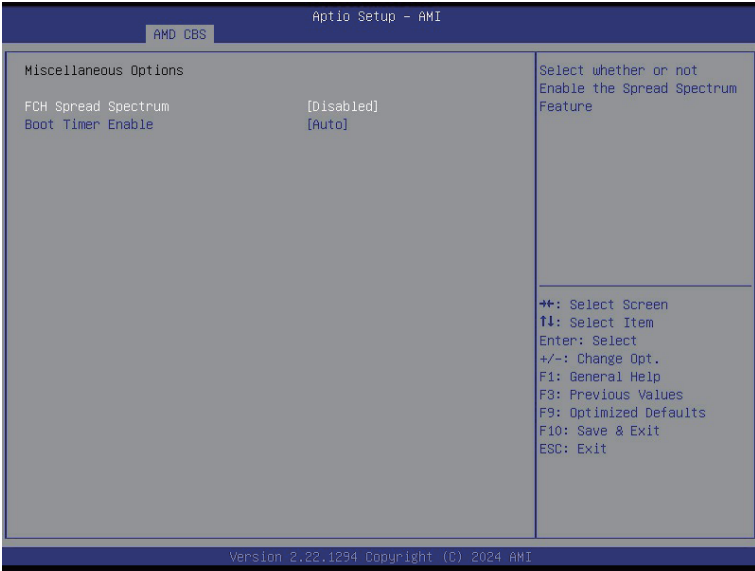 Aptio Setup – AMI
AMD CBS
Miscellaneous Options
FCH Spread Spectrum [Disabled]
Boot Timer Enable [Auto]
Select whether or not
Enable the Spread Spectrum
Feature
→←: Select Screen
↑↓: Select Item
Enter: Select
+/-: Change Opt.
F1: General Help
F3: Previous Values
F9: Optimized Defaults
F10: Save & Exit
ESC: Exit
Version 2.22.1294 Copyright (C) 2024 AMI